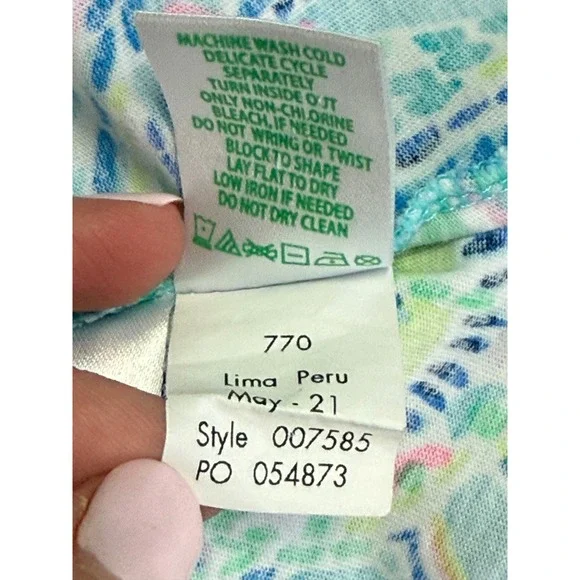 MACHINE WASH COLD
DELICATE CYCLE
SEPARATELY
TURN INSIDE OUT
ONLY NON-CHLORINE
BLEACH, IF NEEDED
DO NOT WRING OR TWIST
BLOCK TO SHAPE
LAY FLAT TO DRY
LOW IRON IF NEEDED
DO NOT DRY CLEAN
770
Lima Peru
May - 21
Style 007585
PO 054873